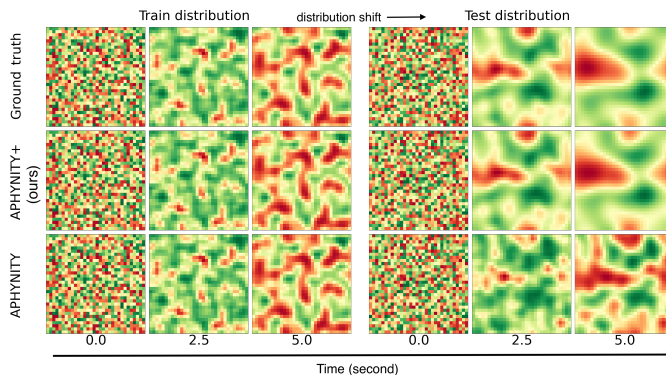 Train distribution distribution shift Test distribution
Ground truth
APHYNITY+
(ours)
APHYNITY
0.0 2.5 5.0 0.0 2.5 5.0
Time (second)